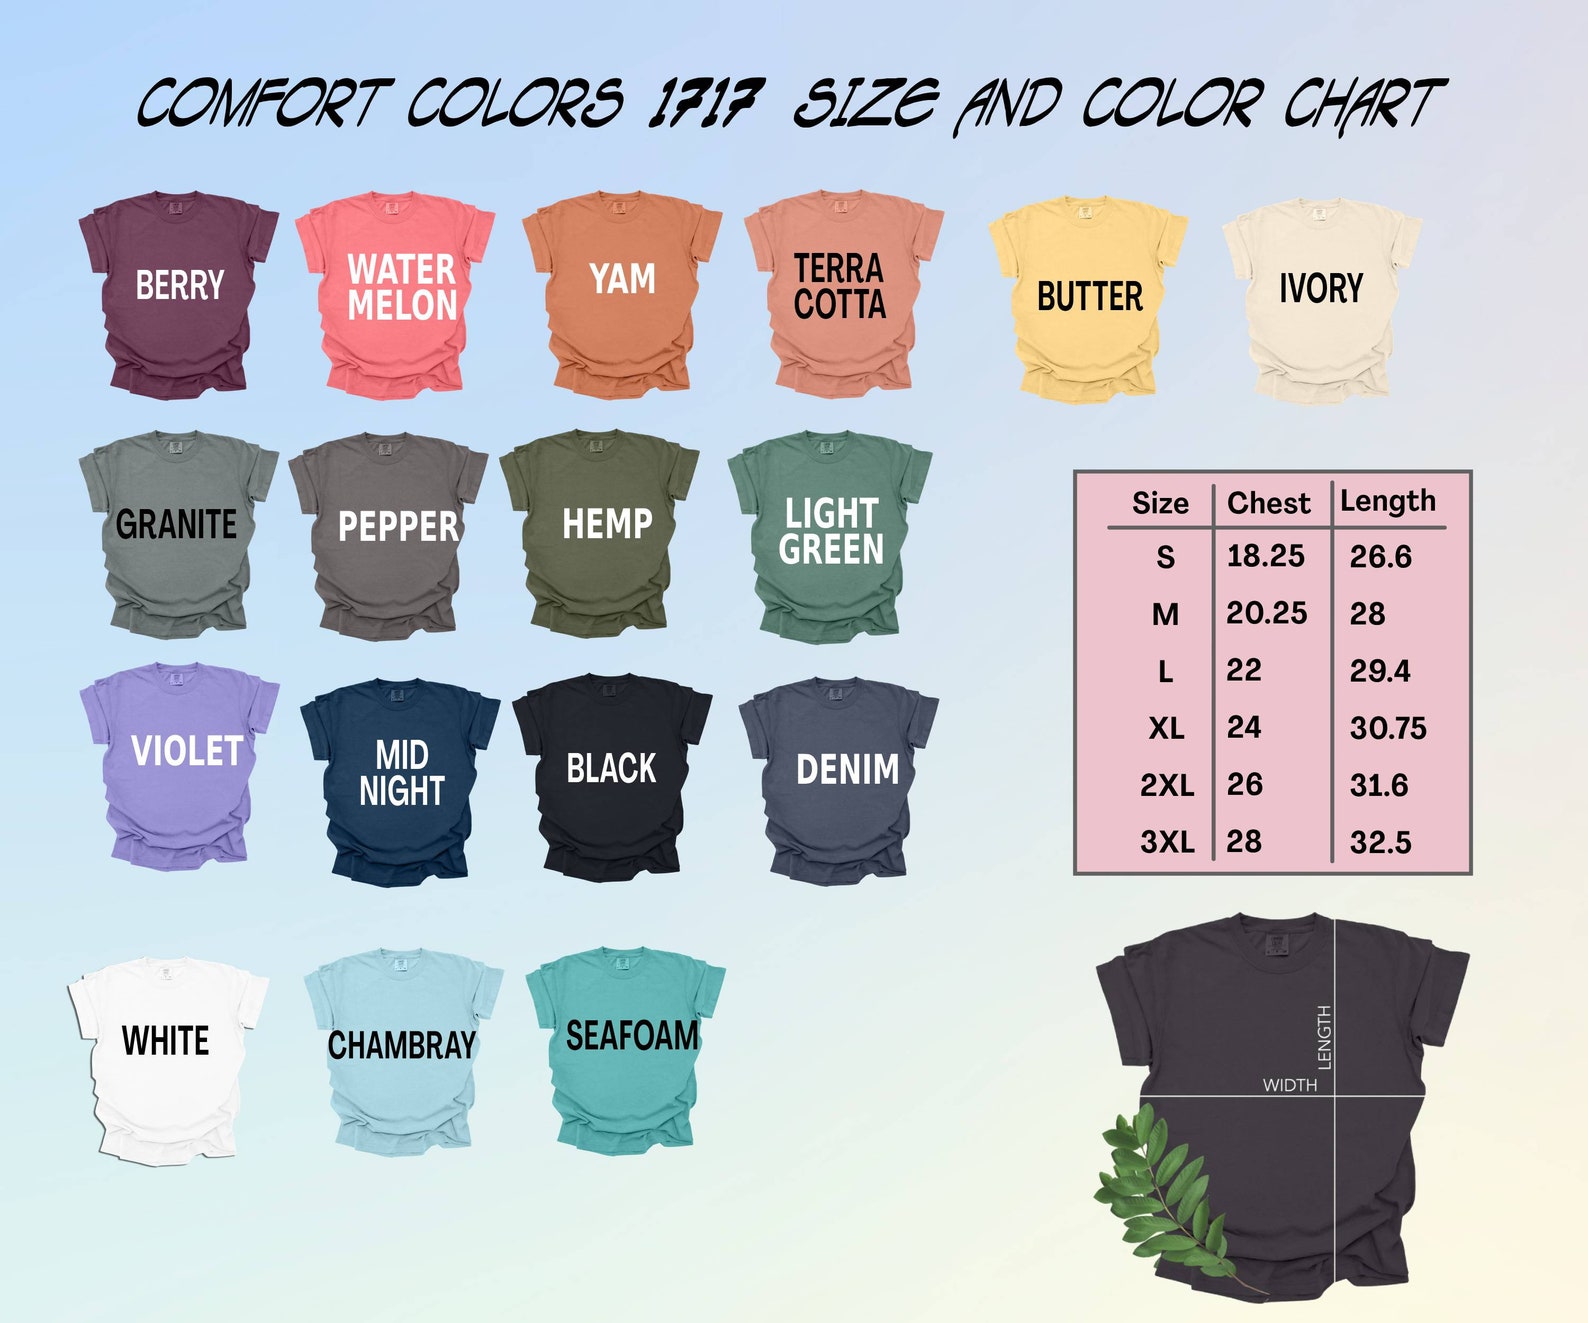 COMFORT COLORS 1717 SIZE AND COLOR CHART
BERRY
WATER
MELON
YAM
TERRA
COTTA
BUTTER
IVORY
GRANITE
PEPPER
HEMP
LIGHT
GREEN
VIOLET
MID
NIGHT
BLACK
DENIM
WHITE
CHAMBRAY
SEAFOAM
Size Chest Length
S 18.25 26.6
M 20.25 28
L 22 29.4
XL 24 30.75
2XL 26 31.6
3XL 28 32.5
LENGTH
WIDTH